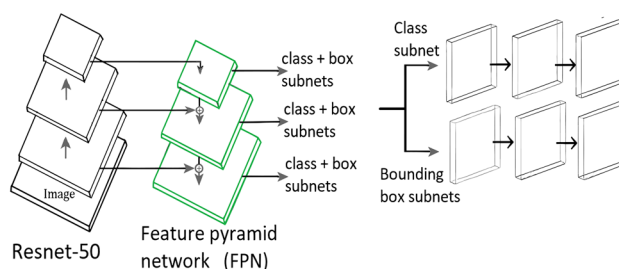 class + box
subnets
class + box
subnets
class + box
subnets
Image
Resnet-50
Feature pyramid
network (FPN)
Class
subnet
Bounding
box subnets